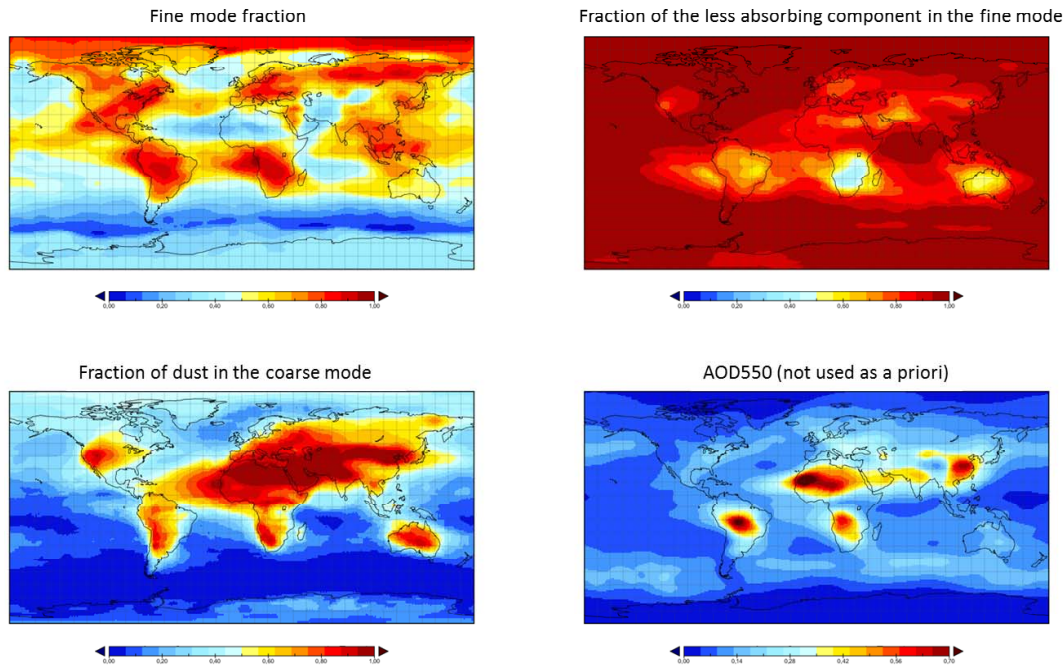 Fine mode fraction
Fraction of the less absorbing component in the fine mode
0,00 0,20 0,40 0,60 0,80 1,00
0,00 0,20 0,40 0,60 0,80 1,00
Fraction of dust in the coarse mode
AOD550 (not used as a priori)
0,00 0,20 0,40 0,60 0,80 1,00
0,00 0,14 0,28 0,42 0,56 0,70